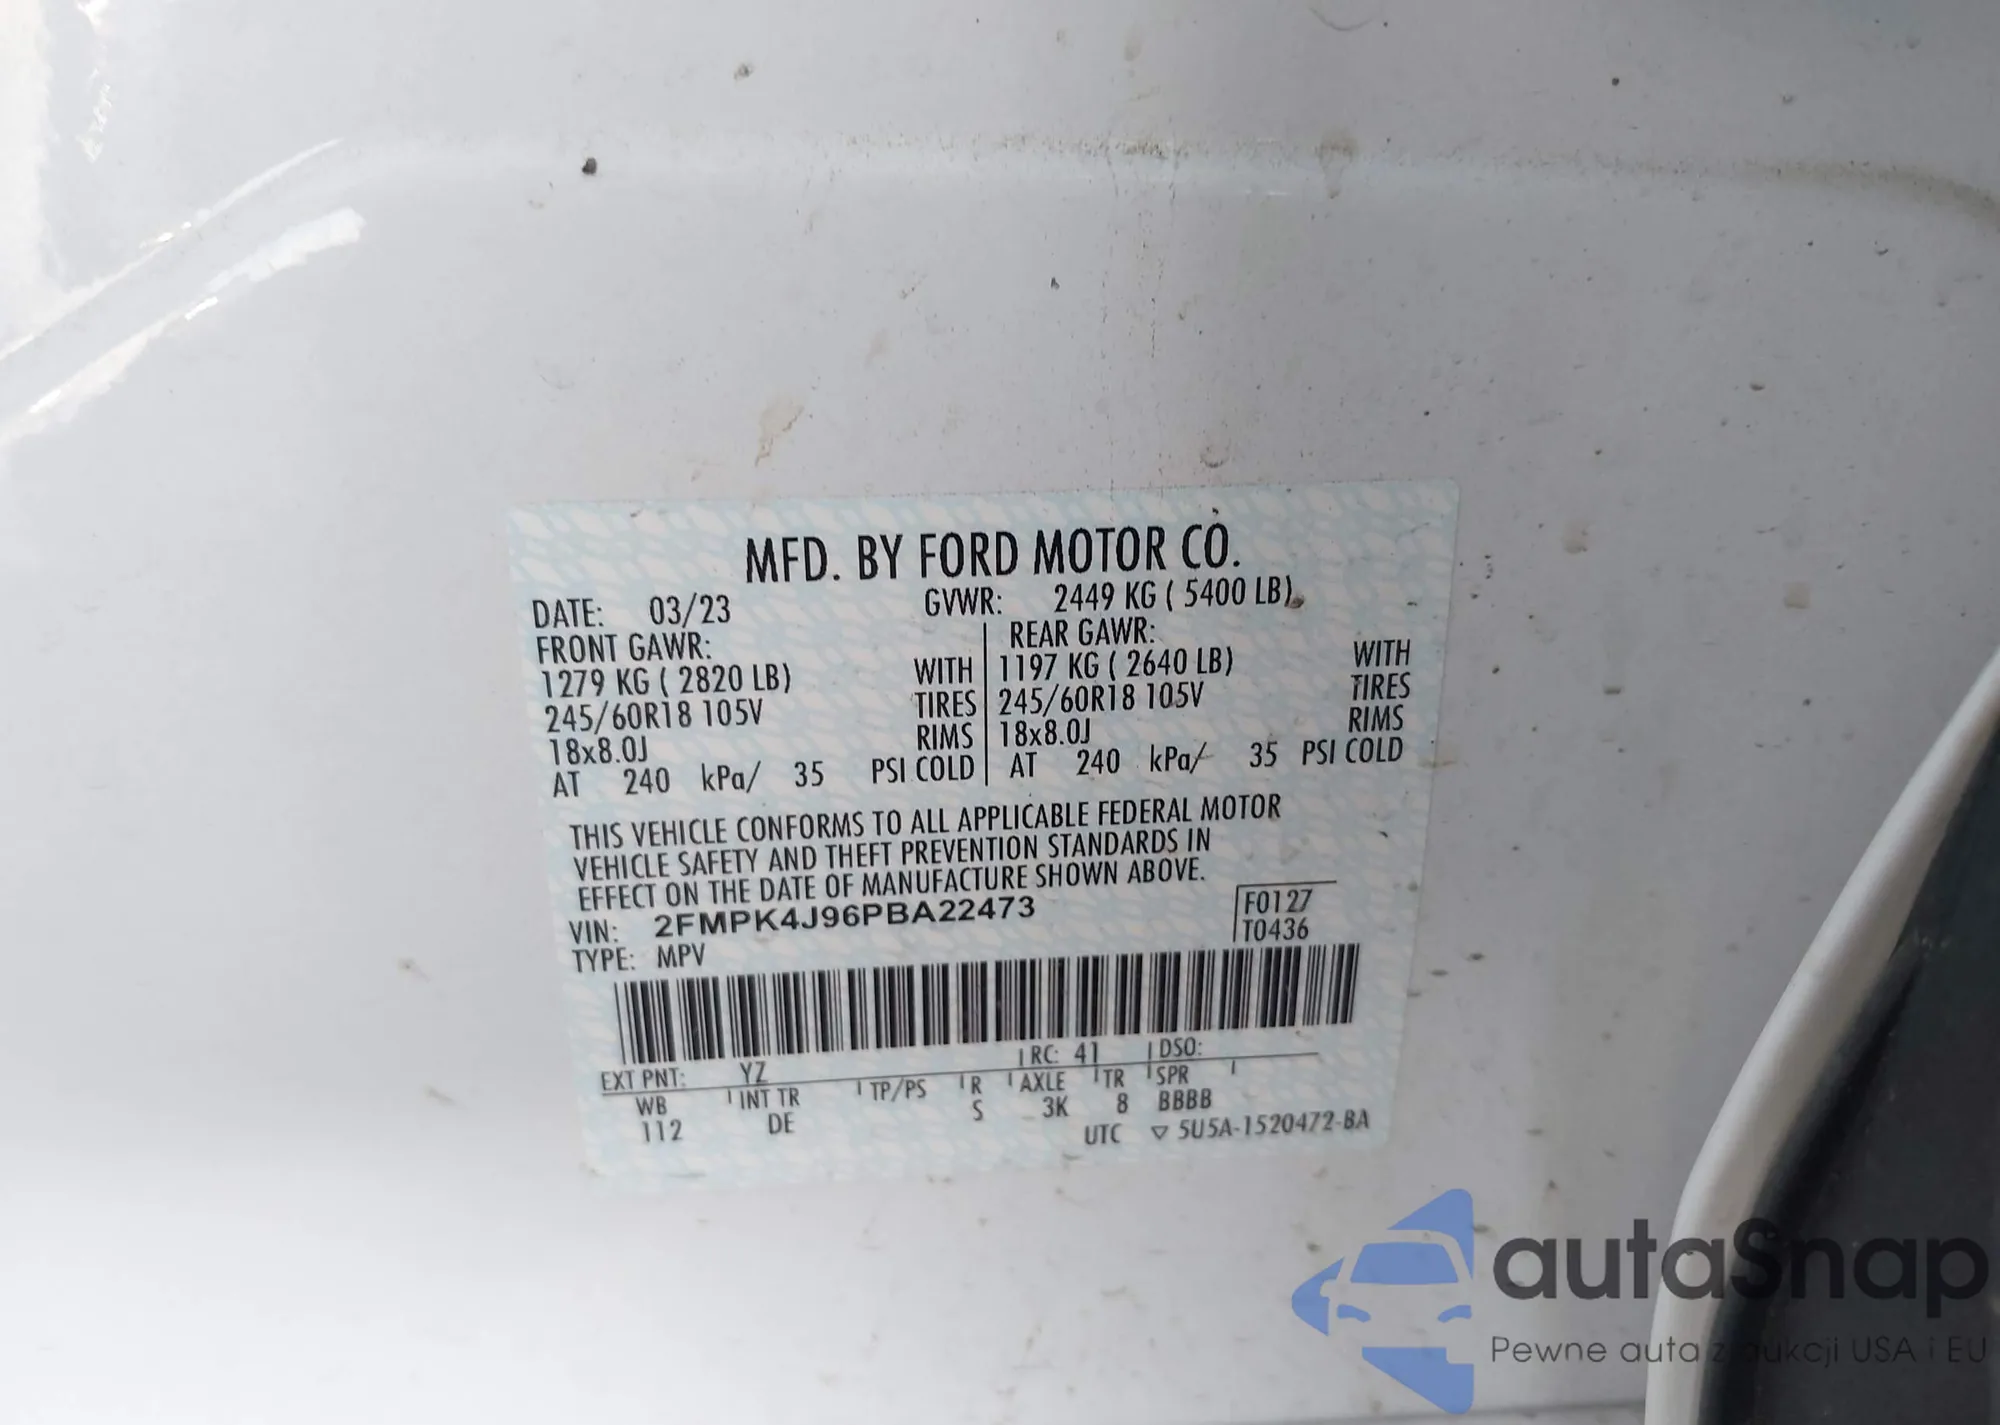 MFD. BY FORD MOTOR CO.
DATE: 03/23 GVWR: 2449 KG ( 5400 LB)
FRONT GAWR: REAR GAWR:
1279 KG ( 2820 LB) WITH 1197 KG ( 2640 LB) WITH
245/60R18 105V TIRES 245/60R18 105V TIRES
18x8.0J RIMS 18x8.0J RIMS
AT 240 kPa/ 35 PSI COLD AT 240 kPa/ 35 PSI COLD
THIS VEHICLE CONFORMS TO ALL APPLICABLE FEDERAL MOTOR
VEHICLE SAFETY AND THEFT PREVENTION STANDARDS IN
EFFECT ON THE DATE OF MANUFACTURE SHOWN ABOVE.
VIN: 2FMPK4J96PBA22473 F0127
TYPE: MPV T0436
EXT PNT: YZ RC: 41 DSO:
WB INT TR TP/PS R AXLE TR SPR
112 DE S 3K 8 BBBB
UTC ▽ 5U5A-1520472-BA
autaSnap
Pewne auta z aukcji USA i EU